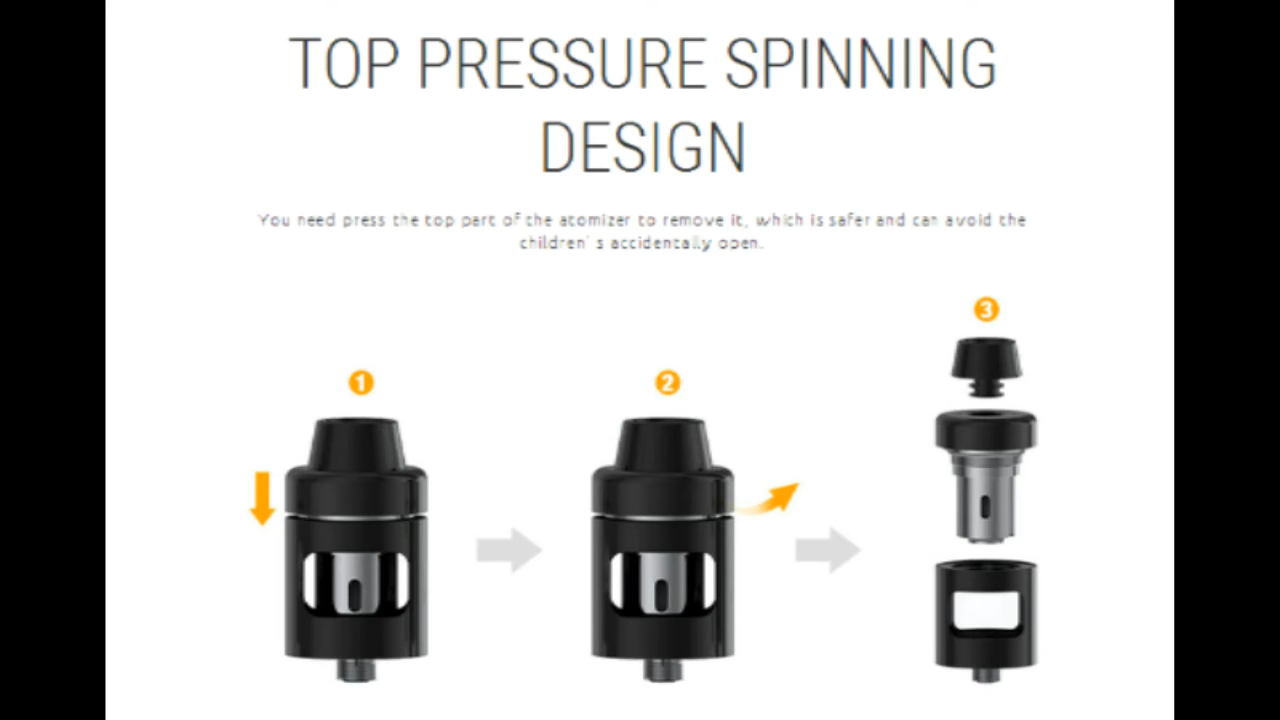 TOP PRESSURE SPINNING
DESIGN
You need press the top part of the atomizer to remove it, which is safer and can avoid the
children' s accidentally open.
3
1
2